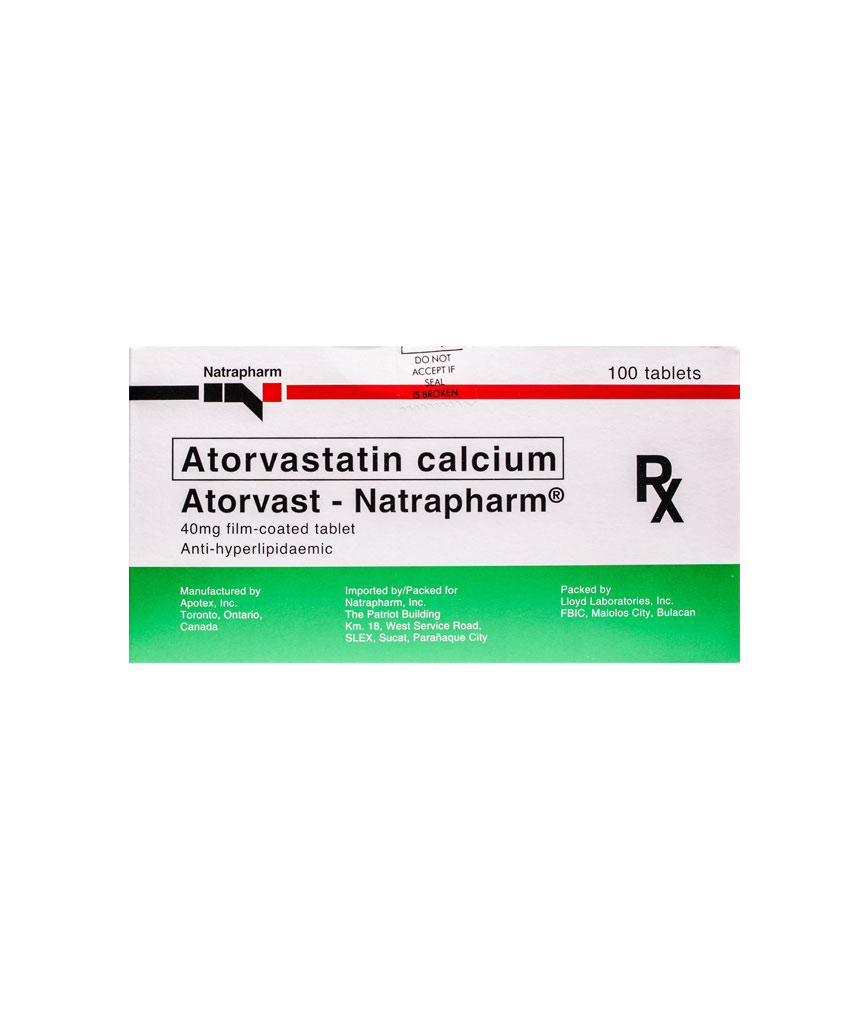 Natrapharm
DO NOT
ACCEPT IF
SEAL
IS BROKEN
100 tablets
Atorvastatin calcium
Atorvast - Natrapharm®
40mg film-coated tablet
Anti-hyperlipidaemic
Rx
Manufactured by
Apotex, Inc.
Toronto, Ontario,
Canada
Imported by/Packed for
Natrapharm, Inc.
The Patriot Building
Km. 18, West Service Road,
SLEX, Sucat, Parañaque City
Packed by
Lloyd Laboratories, Inc.
FBIC, Malolos City, Bulacan